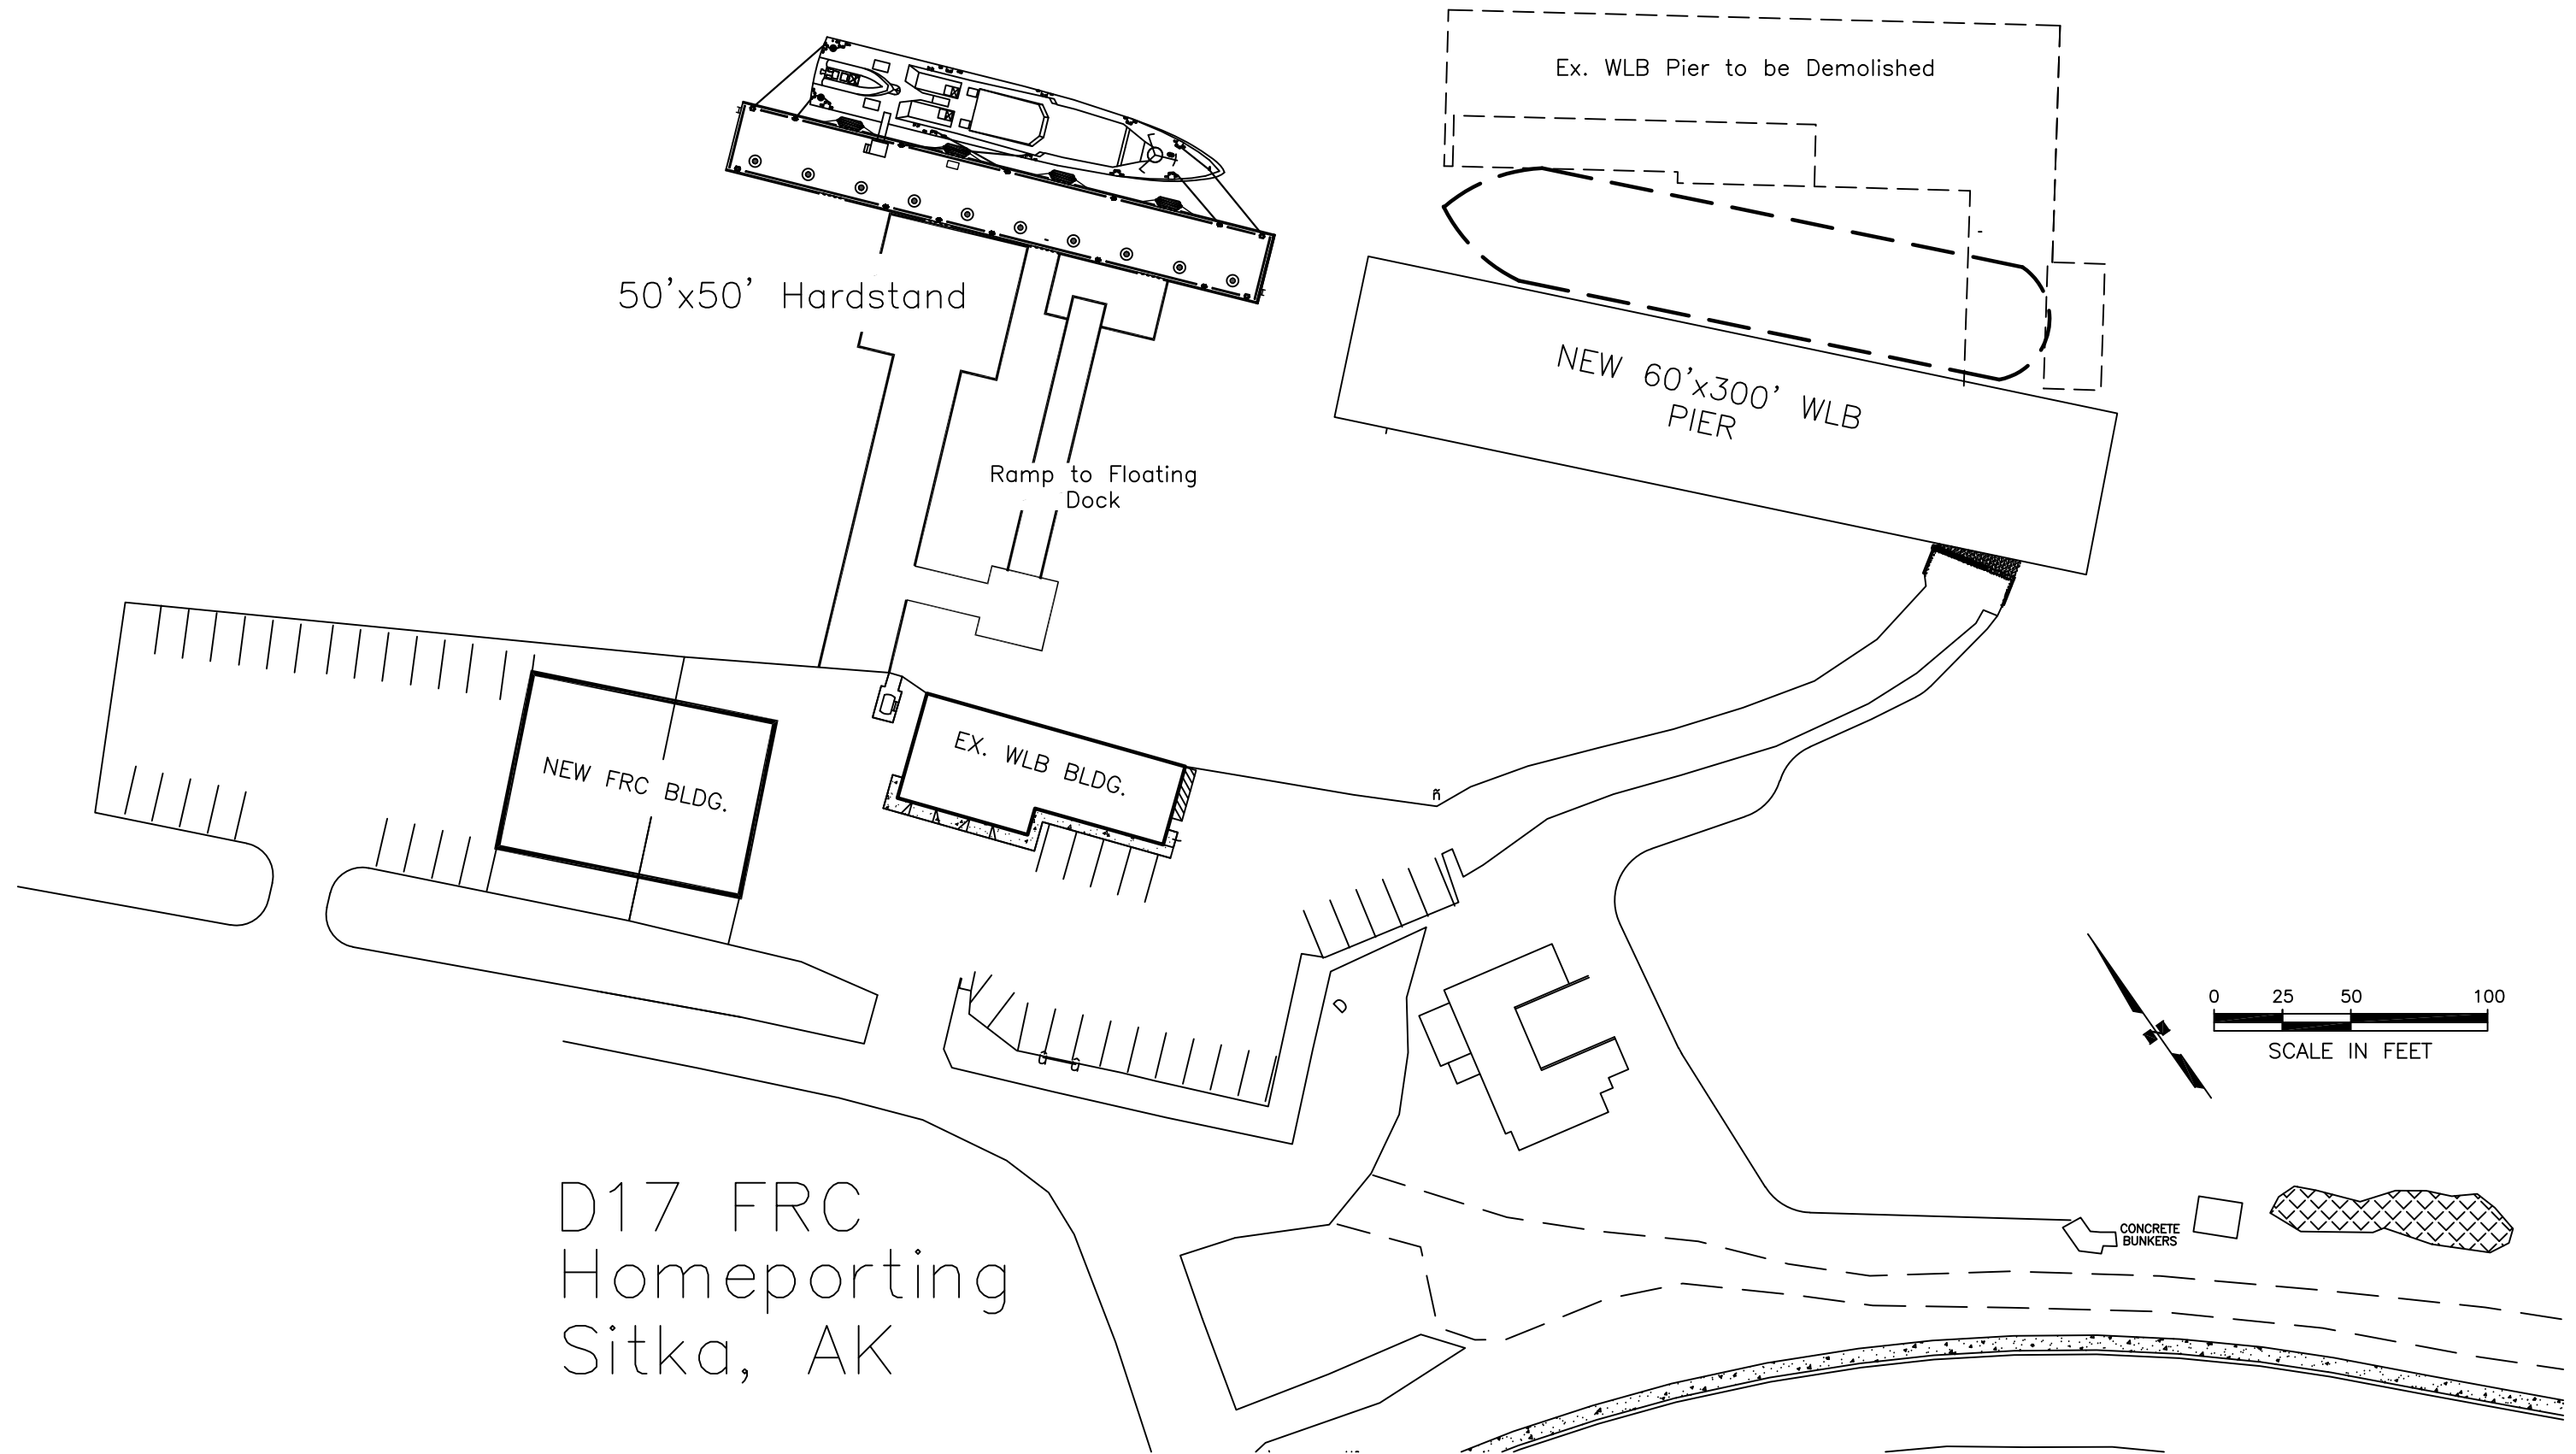 Ex. WLB Pier to be Demolished
50'x50' Hardstand
NEW 60'x300' WLB
PIER
Ramp to Floating
Dock
EX. WLB BLDG.
NEW FRC BLDG.
ñ
D
0 25 50 100
SCALE IN FEET
D17 FRC
Homeporting
Sitka, AK
CONCRETE
BUNKERS